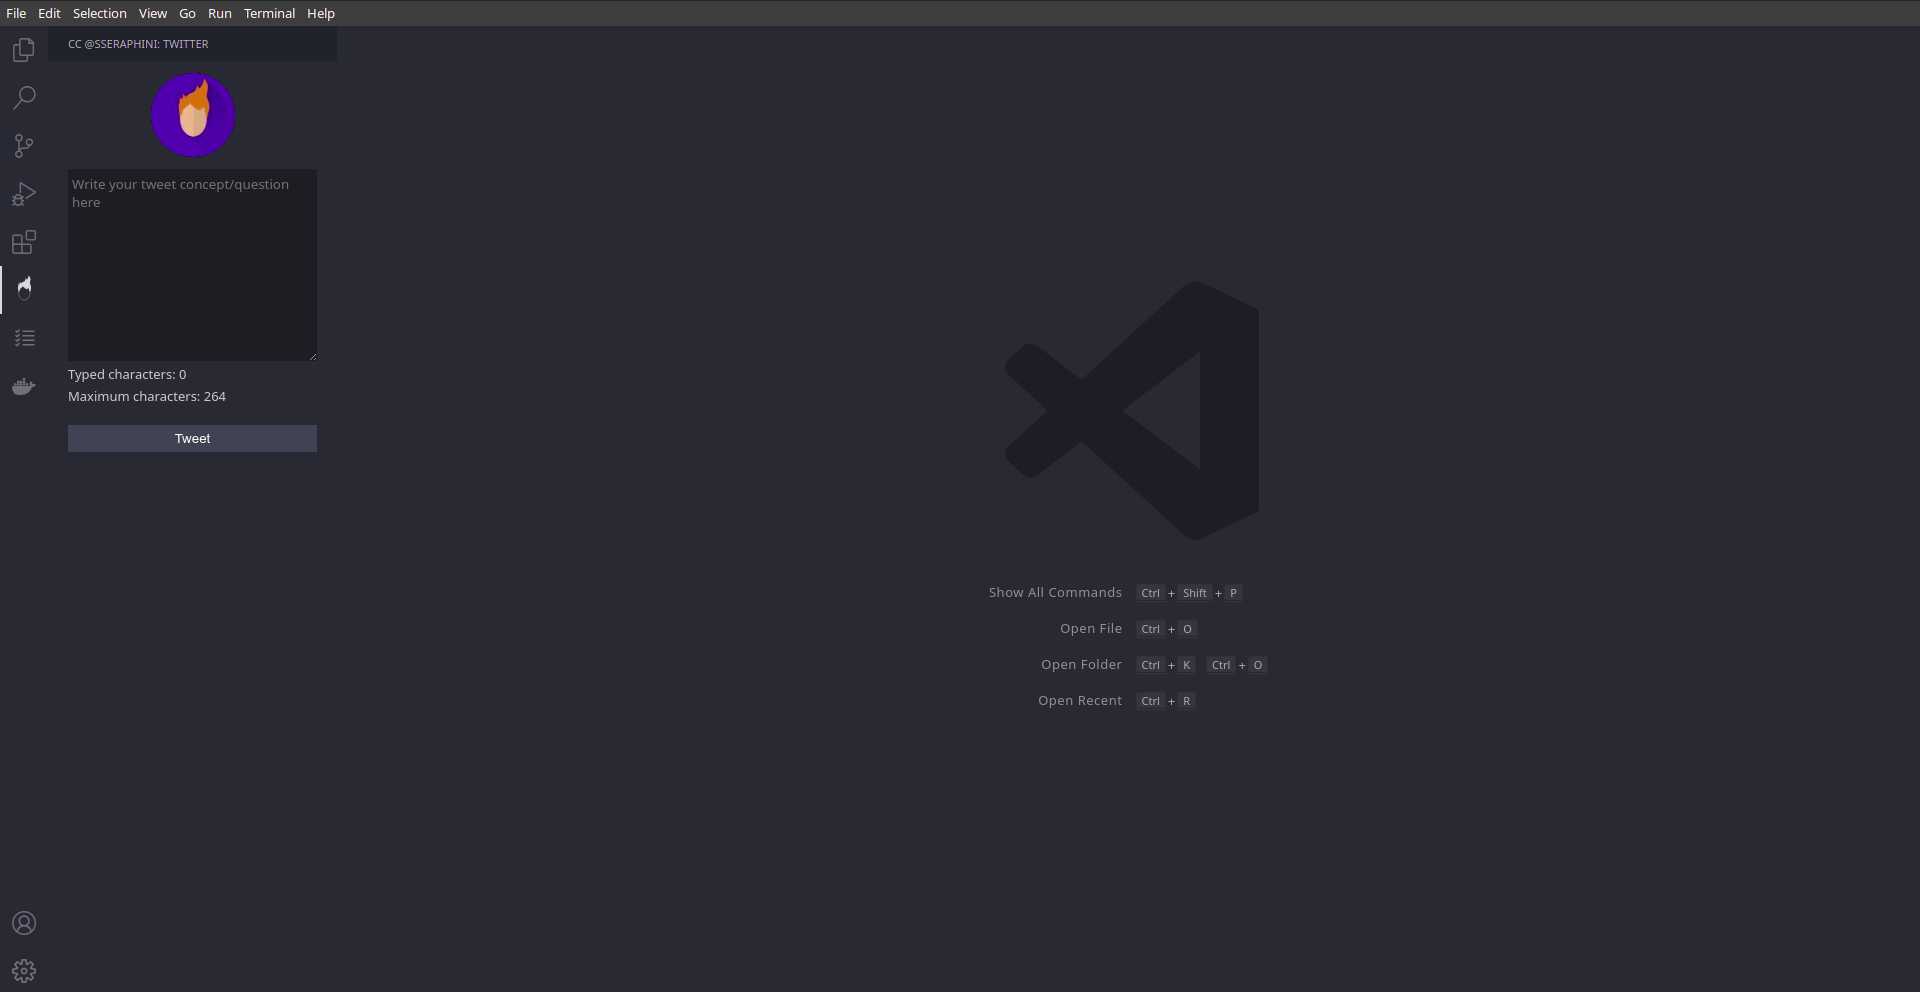 File Edit Selection View Go Run Terminal Help
CC @SSERAPHINI: TWITTER
Write your tweet concept/question
here
Typed characters: 0
Maximum characters: 264
Tweet
Show All Commands Ctrl + Shift + P
Open File Ctrl + O
Open Folder Ctrl + K Ctrl + O
Open Recent Ctrl + R